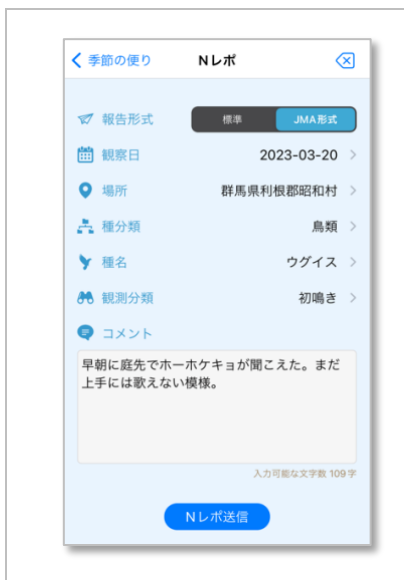 季節の便り Nレポ
報告形式 標準 JMA形式
観察日 2023-03-20
場所 群馬県利根郡昭和村
種分類 鳥類
種名 ウグイス
観測分類 初鳴き
コメント
早朝に庭先でホーホケキョが聞こえた。まだ
上手には歌えない模様。
入力可能な文字数 109字
Nレポ送信